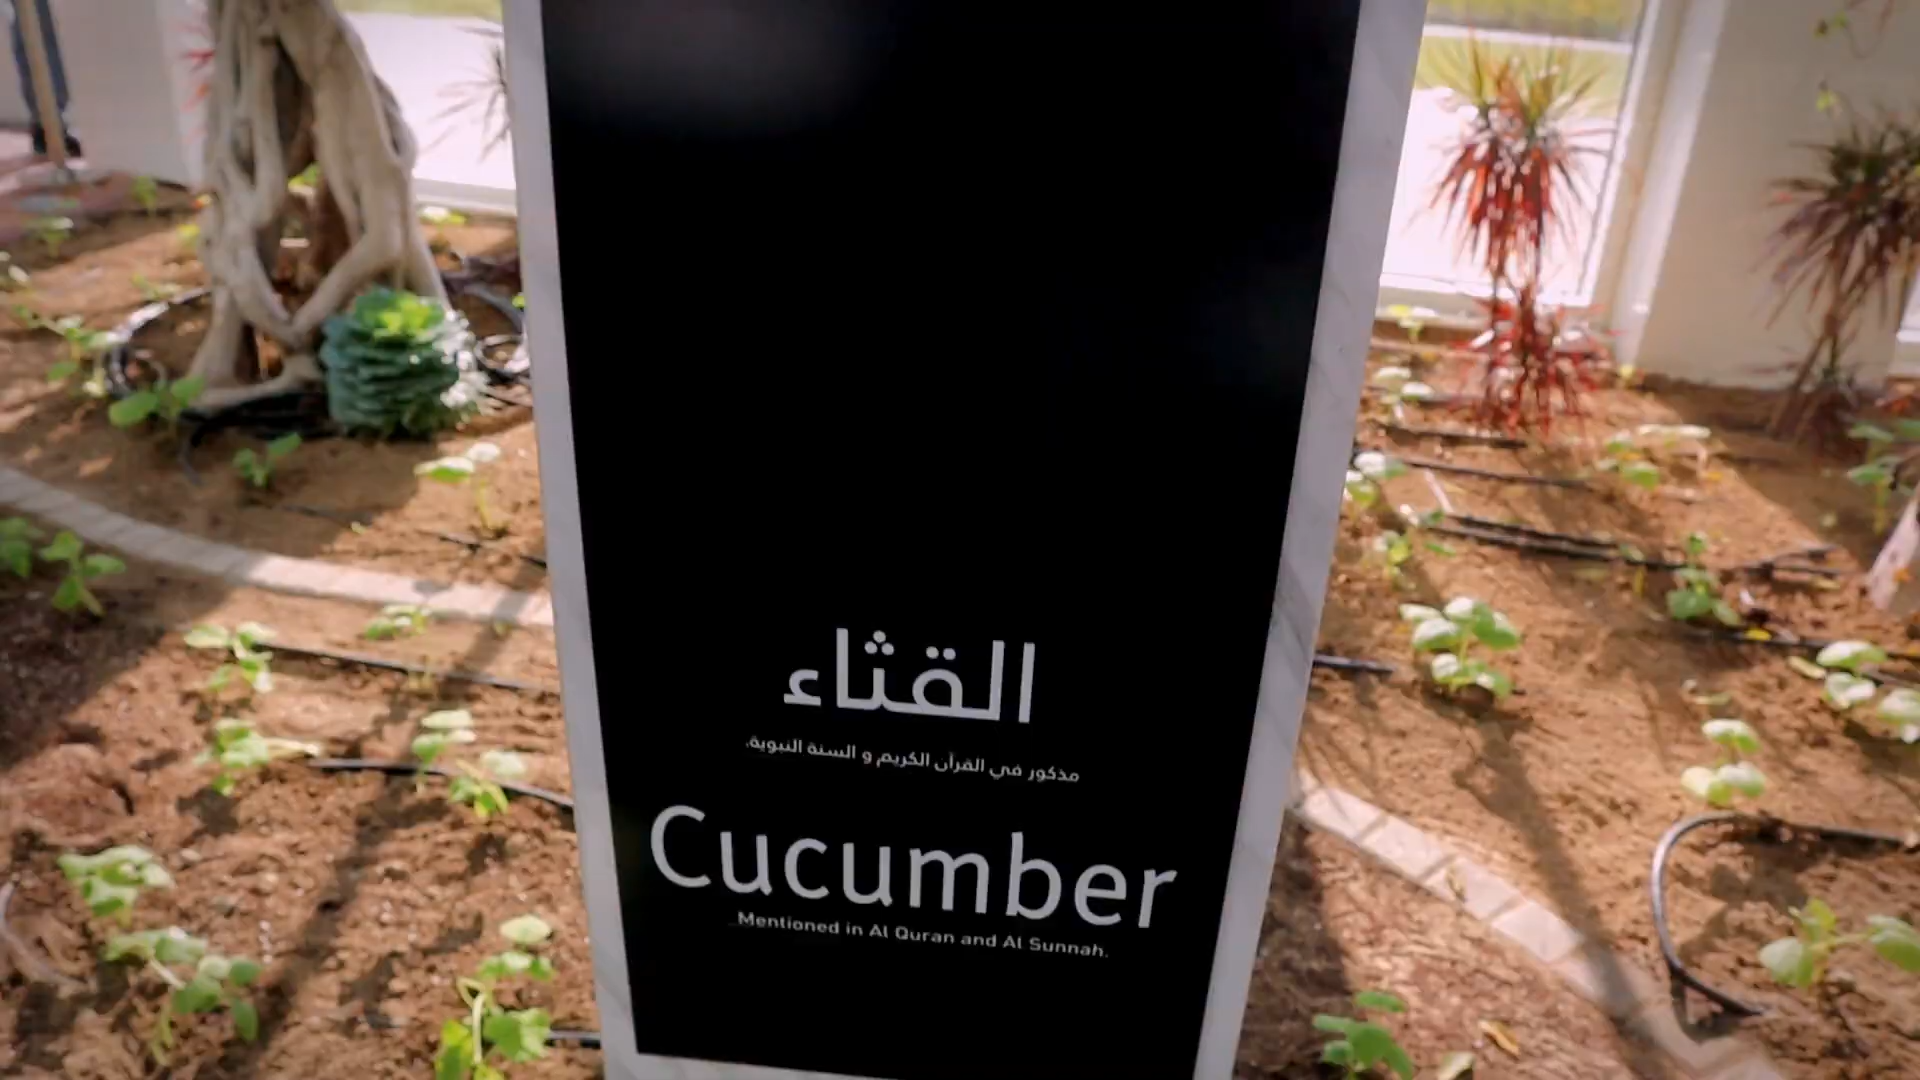 القثاء
مذكور في القرآن الكريم و السنة النبوية.
Cucumber
Mentioned in Al Quran and Al Sunnah.